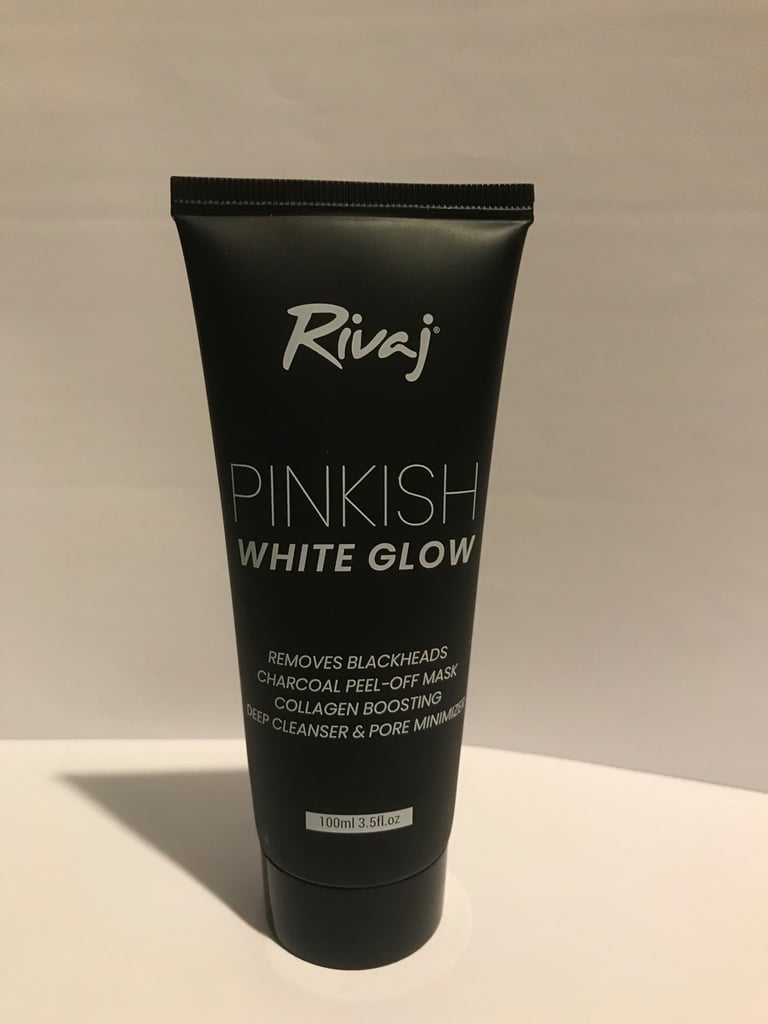 Rivaj®
PINKISH
WHITE GLOW
REMOVES BLACKHEADS
CHARCOAL PEEL-OFF MASK
COLLAGEN BOOSTING
DEEP CLEANSER & PORE MINIMIZER
100ml 3.5fl.oz